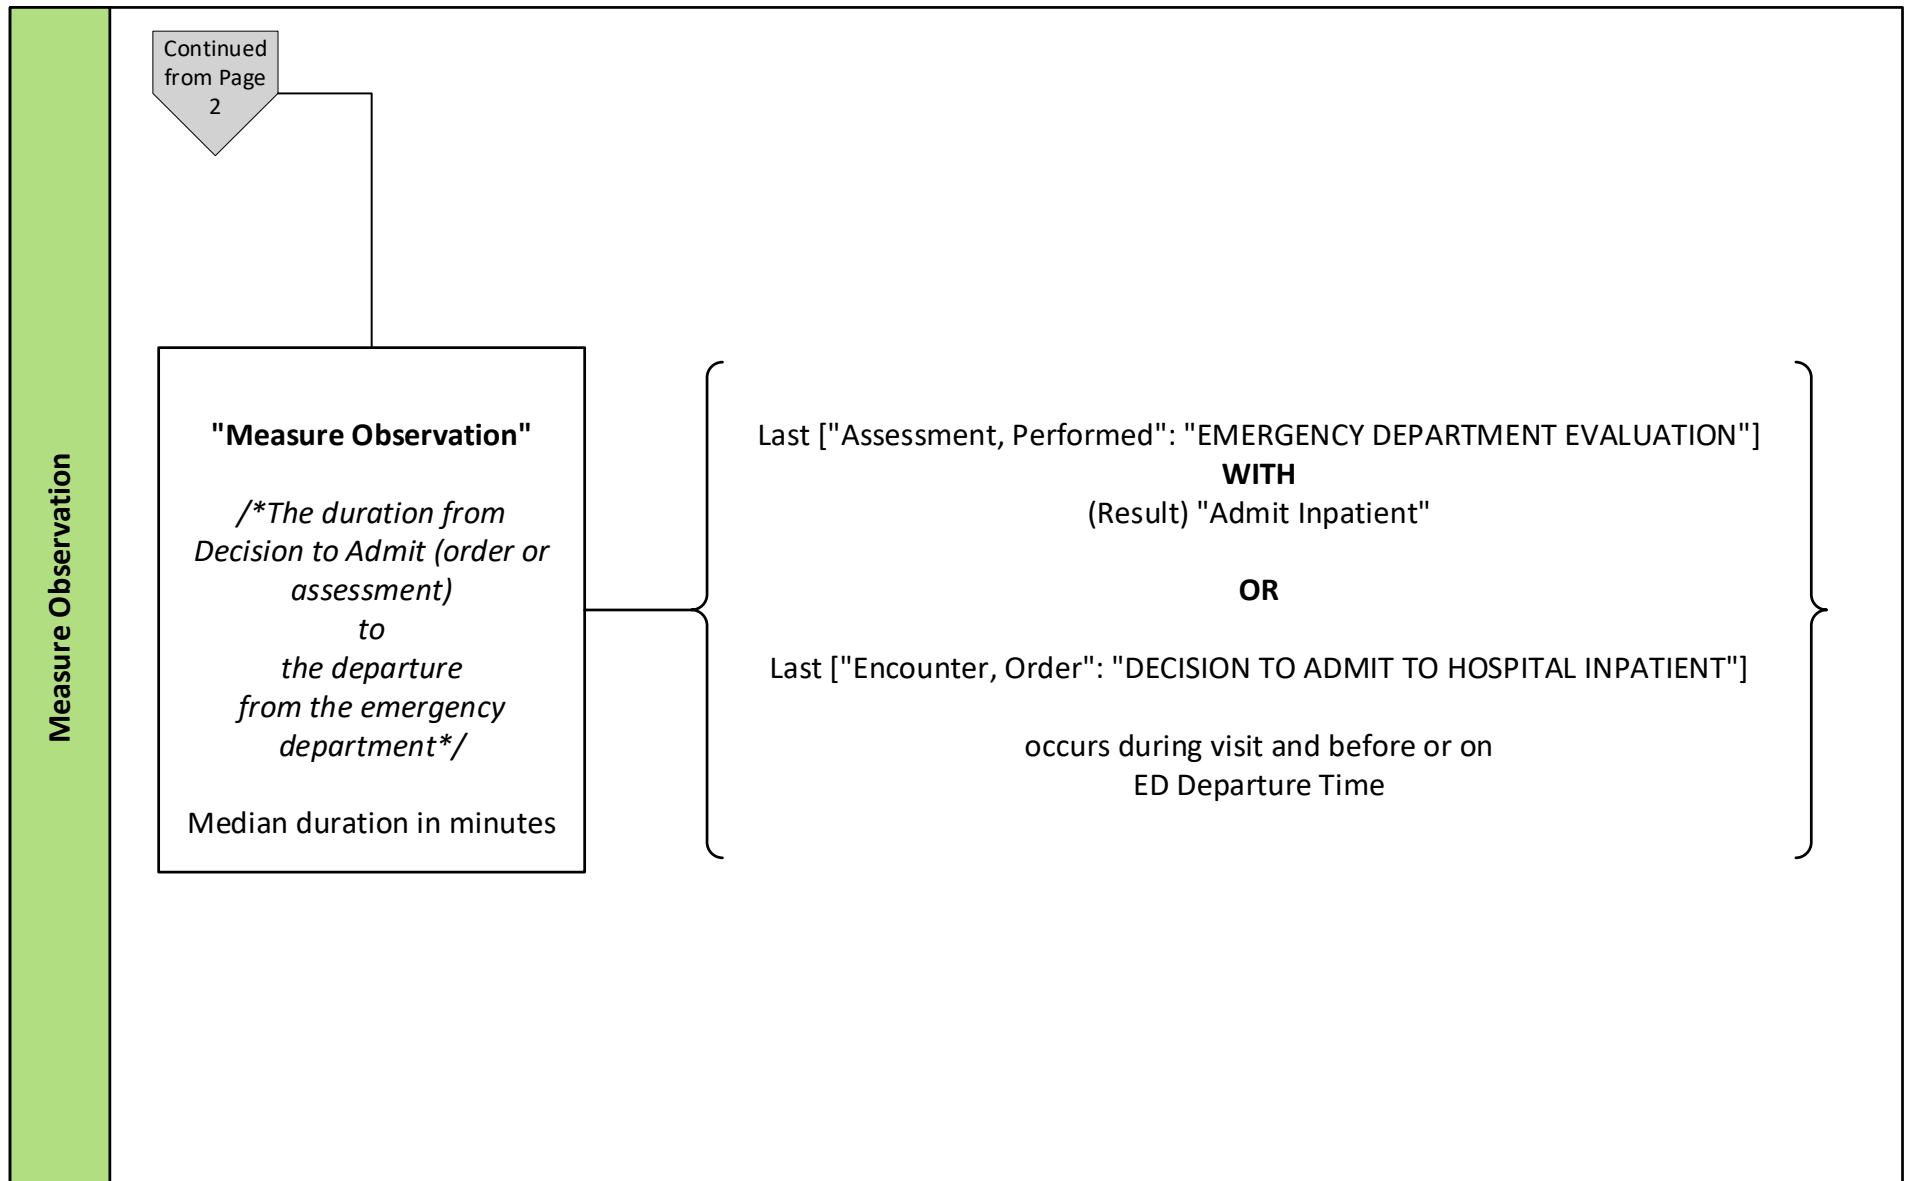 Continued
from Page
2
Measure Observation
"Measure Observation"
/*The duration from
Decision to Admit (order or
assessment)
to
the departure
from the emergency
department*/
Median duration in minutes
Last ["Assessment, Performed": "EMERGENCY DEPARTMENT EVALUATION"]
WITH
(Result) "Admit Inpatient"
OR
Last ["Encounter, Order": "DECISION TO ADMIT TO HOSPITAL INPATIENT"]
occurs during visit and before or on
ED Departure Time